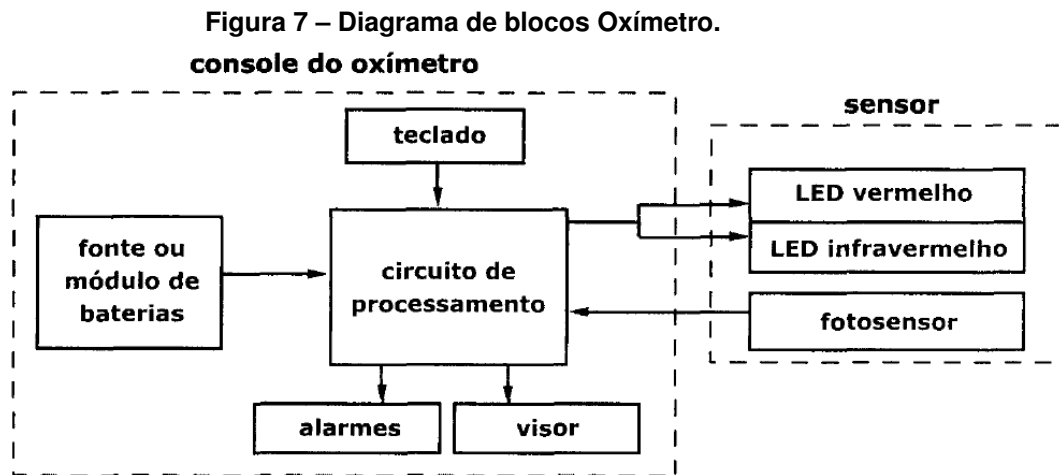 Figura 7 – Diagrama de blocos Oxímetro.
console do oxímetro
sensor
teclado
LED vermelho
LED infravermelho
fonte ou
módulo de
baterias
circuito de
processamento
fotosensor
alarmes
visor